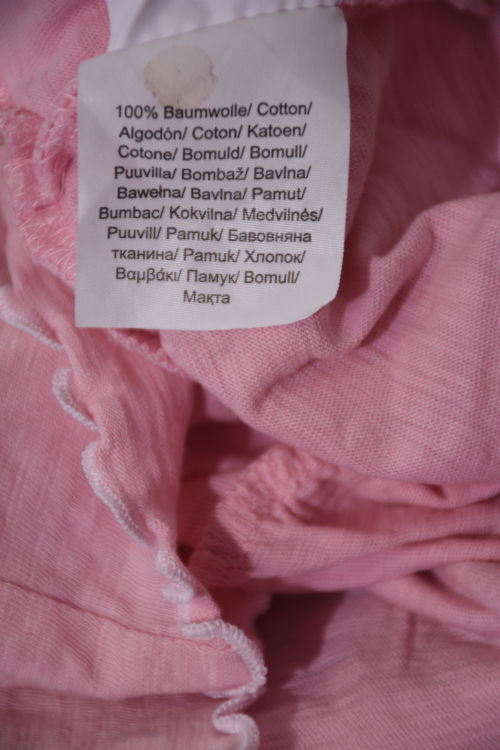 100% Baumwolle/ Cotton/
Algodón/ Coton/ Katoen/
Cotone/ Bomuld/ Bomull/
Puuvilla/ Bombaž/ Bavlna/
Bawełna/ Bavlna/ Pamut/
Bumbac/ Kokvilna/ Medvilnės/
Puuvill/ Pamuk/ Бавовняна
тканина/ Pamuk/ Хлопок/
Βαμβάκι/ Памук/ Bomull/
Мақта